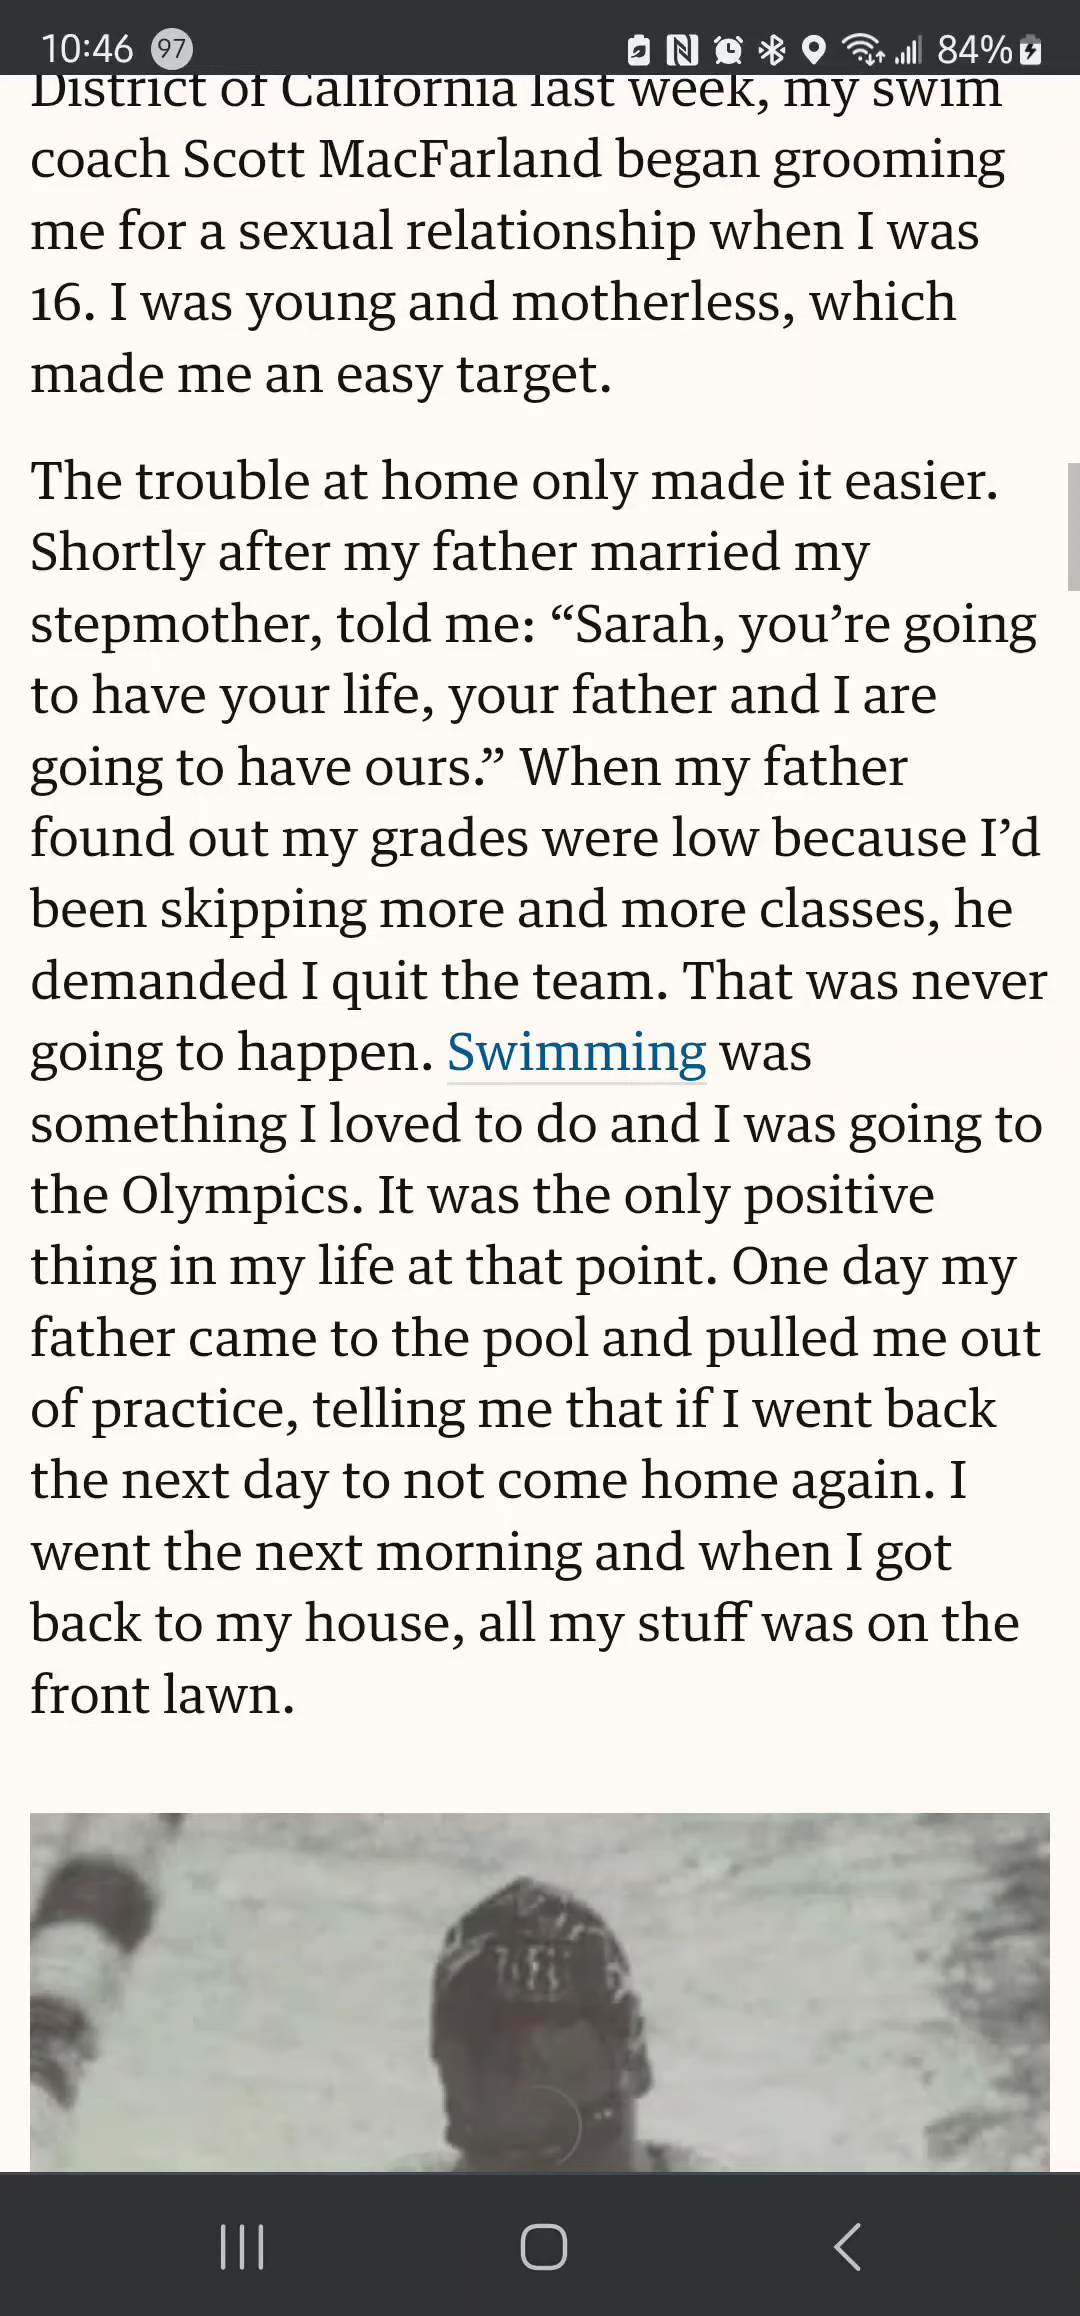 10:46 97 84%
District of California last week, my swim
coach Scott MacFarland began grooming
me for a sexual relationship when I was
16. I was young and motherless, which
made me an easy target.
The trouble at home only made it easier.
Shortly after my father married my
stepmother, told me: “Sarah, you’re going
to have your life, your father and I are
going to have ours.” When my father
found out my grades were low because I’d
been skipping more and more classes, he
demanded I quit the team. That was never
going to happen. Swimming was
something I loved to do and I was going to
the Olympics. It was the only positive
thing in my life at that point. One day my
father came to the pool and pulled me out
of practice, telling me that if I went back
the next day to not come home again. I
went the next morning and when I got
back to my house, all my stuff was on the
front lawn.